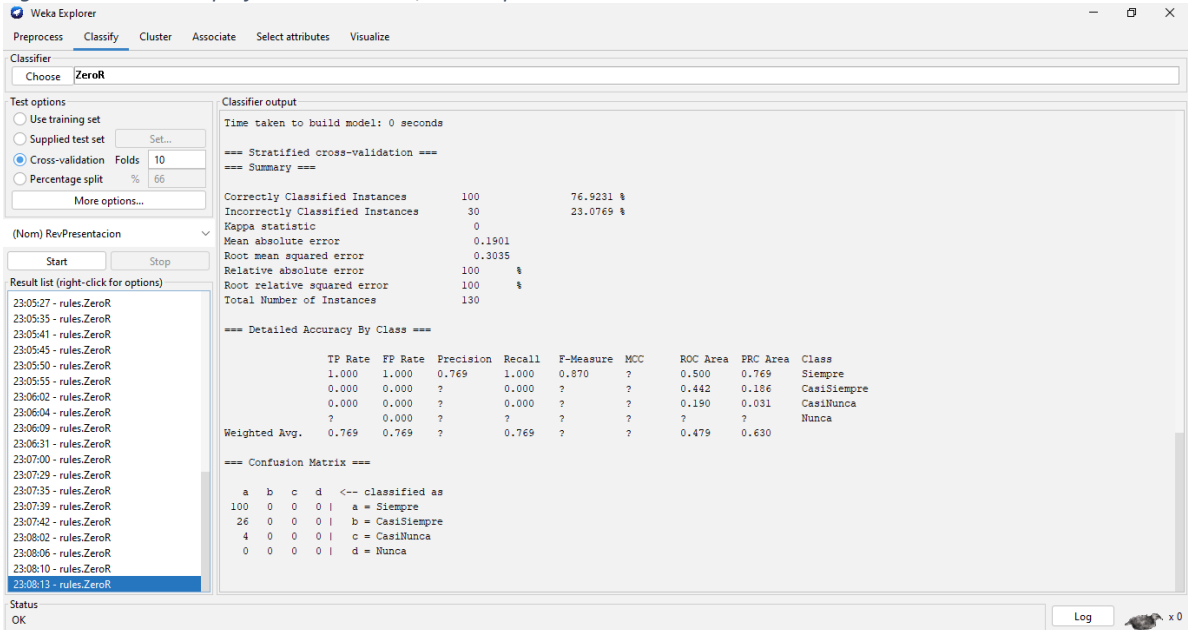 Weka Explorer
Preprocess Classify Cluster Associate Select attributes Visualize
Classifier
Choose ZeroR
Test options
Use training set
Supplied test set Set...
Cross-validation Folds 10
Percentage split % 66
More options...
(Nom) RevPresentacion
Start Stop
Result list (right-click for options)
23:05:27 - rules.ZeroR
23:05:35 - rules.ZeroR
23:05:41 - rules.ZeroR
23:05:45 - rules.ZeroR
23:05:50 - rules.ZeroR
23:05:55 - rules.ZeroR
23:06:02 - rules.ZeroR
23:06:04 - rules.ZeroR
23:06:09 - rules.ZeroR
23:06:31 - rules.ZeroR
23:07:00 - rules.ZeroR
23:07:29 - rules.ZeroR
23:07:35 - rules.ZeroR
23:07:39 - rules.ZeroR
23:07:42 - rules.ZeroR
23:08:02 - rules.ZeroR
23:08:06 - rules.ZeroR
23:08:10 - rules.ZeroR
23:08:13 - rules.ZeroR
Classifier output
Time taken to build model: 0 seconds
=== Stratified cross-validation ===
=== Summary ===
Correctly Classified Instances 100 76.9231 %
Incorrectly Classified Instances 30 23.0769 %
Kappa statistic 0
Mean absolute error 0.1901
Root mean squared error 0.3035
Relative absolute error 100 %
Root relative squared error 100 %
Total Number of Instances 130
=== Detailed Accuracy By Class ===
TP Rate FP Rate Precision Recall F-Measure MCC ROC Area PRC Area Class
1.000 1.000 0.769 1.000 0.870 ? 0.500 0.769 Siempre
0.000 0.000 ? 0.000 ? ? 0.442 0.186 CasiSiempre
0.000 0.000 ? 0.000 ? ? 0.190 0.031 CasiNunca
? 0.000 ? ? ? ? ? ? Nunca
Weighted Avg. 0.769 0.769 ? 0.769 ? ? 0.479 0.630
=== Confusion Matrix ===
a b c d <-- classified as
100 0 0 0 | a = Siempre
26 0 0 0 | b = CasiSiempre
4 0 0 0 | c = CasiNunca
0 0 0 0 | d = Nunca
Status
OK
Log x 0